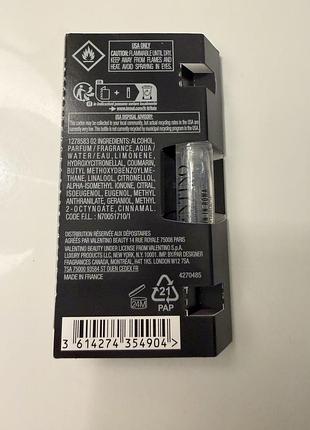 USA ONLY
CAUTION: FLAMMABLE UNTIL DRY.
KEEP AWAY FROM FLAMES AND
HEAT. AVOID SPRAYING IN EYES.
USA DISPOSAL ADVISORY:
1278583 02 INGREDIENTS: ALCOHOL,
PARFUM / FRAGRANCE, AQUA /
WATER / EAU, LIMONENE,
HYDROXYCITRONELLAL, COUMARIN,
BUTYL METHOXYDIBENZOYLME-
THANE, LINALOOL, CITRONELLOL,
ALPHA-ISOMETHYL IONONE, CITRAL,
ISOEUGENOL, EUGENOL, METHYL
ANTHRANILATE, GERANIOL, METHYL
2-OCTYNOATE, CINNAMAL.
CODE F.I.L. : N70051710/1
DISTRIBUTION RÉSERVÉE AUX DÉPOSITAIRES
AGRÉÉS PAR VALENTINO BEAUTY 14 RUE ROYALE 75008 PARIS
VALENTINO BEAUTY UNDER LICENSE FROM VALENTINO S.p.A.
LUXURY PRODUCTS LLC, NEW YORK, N.Y. 10001. IMP. BY/PAR DESIGNER
FRAGRANCES CANADA, MONTRÉAL, H4T 1K5. LONDON W12 7SA.
TSA 75000 93584 ST OUEN CEDEX FR
MADE IN FRANCE
4270485
24M
21
PAP
3 614274 354904 >
IN ROMA